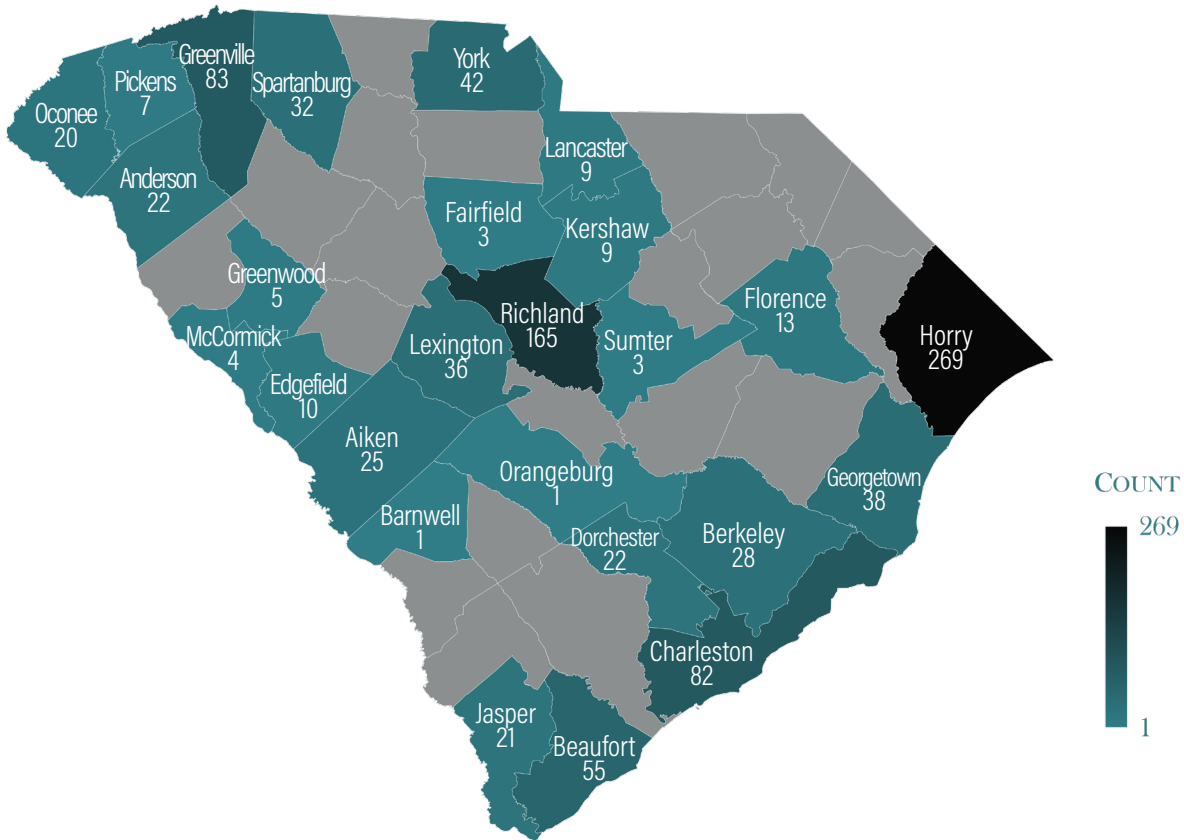 Greenville
83
York
42
Pickens
7
Spartanburg
32
Oconee
20
Lancaster
9
Anderson
22
Fairfield
3
Kershaw
9
Greenwood
5
Florence
13
Richland
165
Horry
269
McCormick
4
Lexington
36
Sumter
3
Edgefield
10
Aiken
25
Orangeburg
1
Georgetown
38
Barnwell
1
Dorchester
22
Berkeley
28
Charleston
82
Jasper
21
Beaufort
55
COUNT
269
1